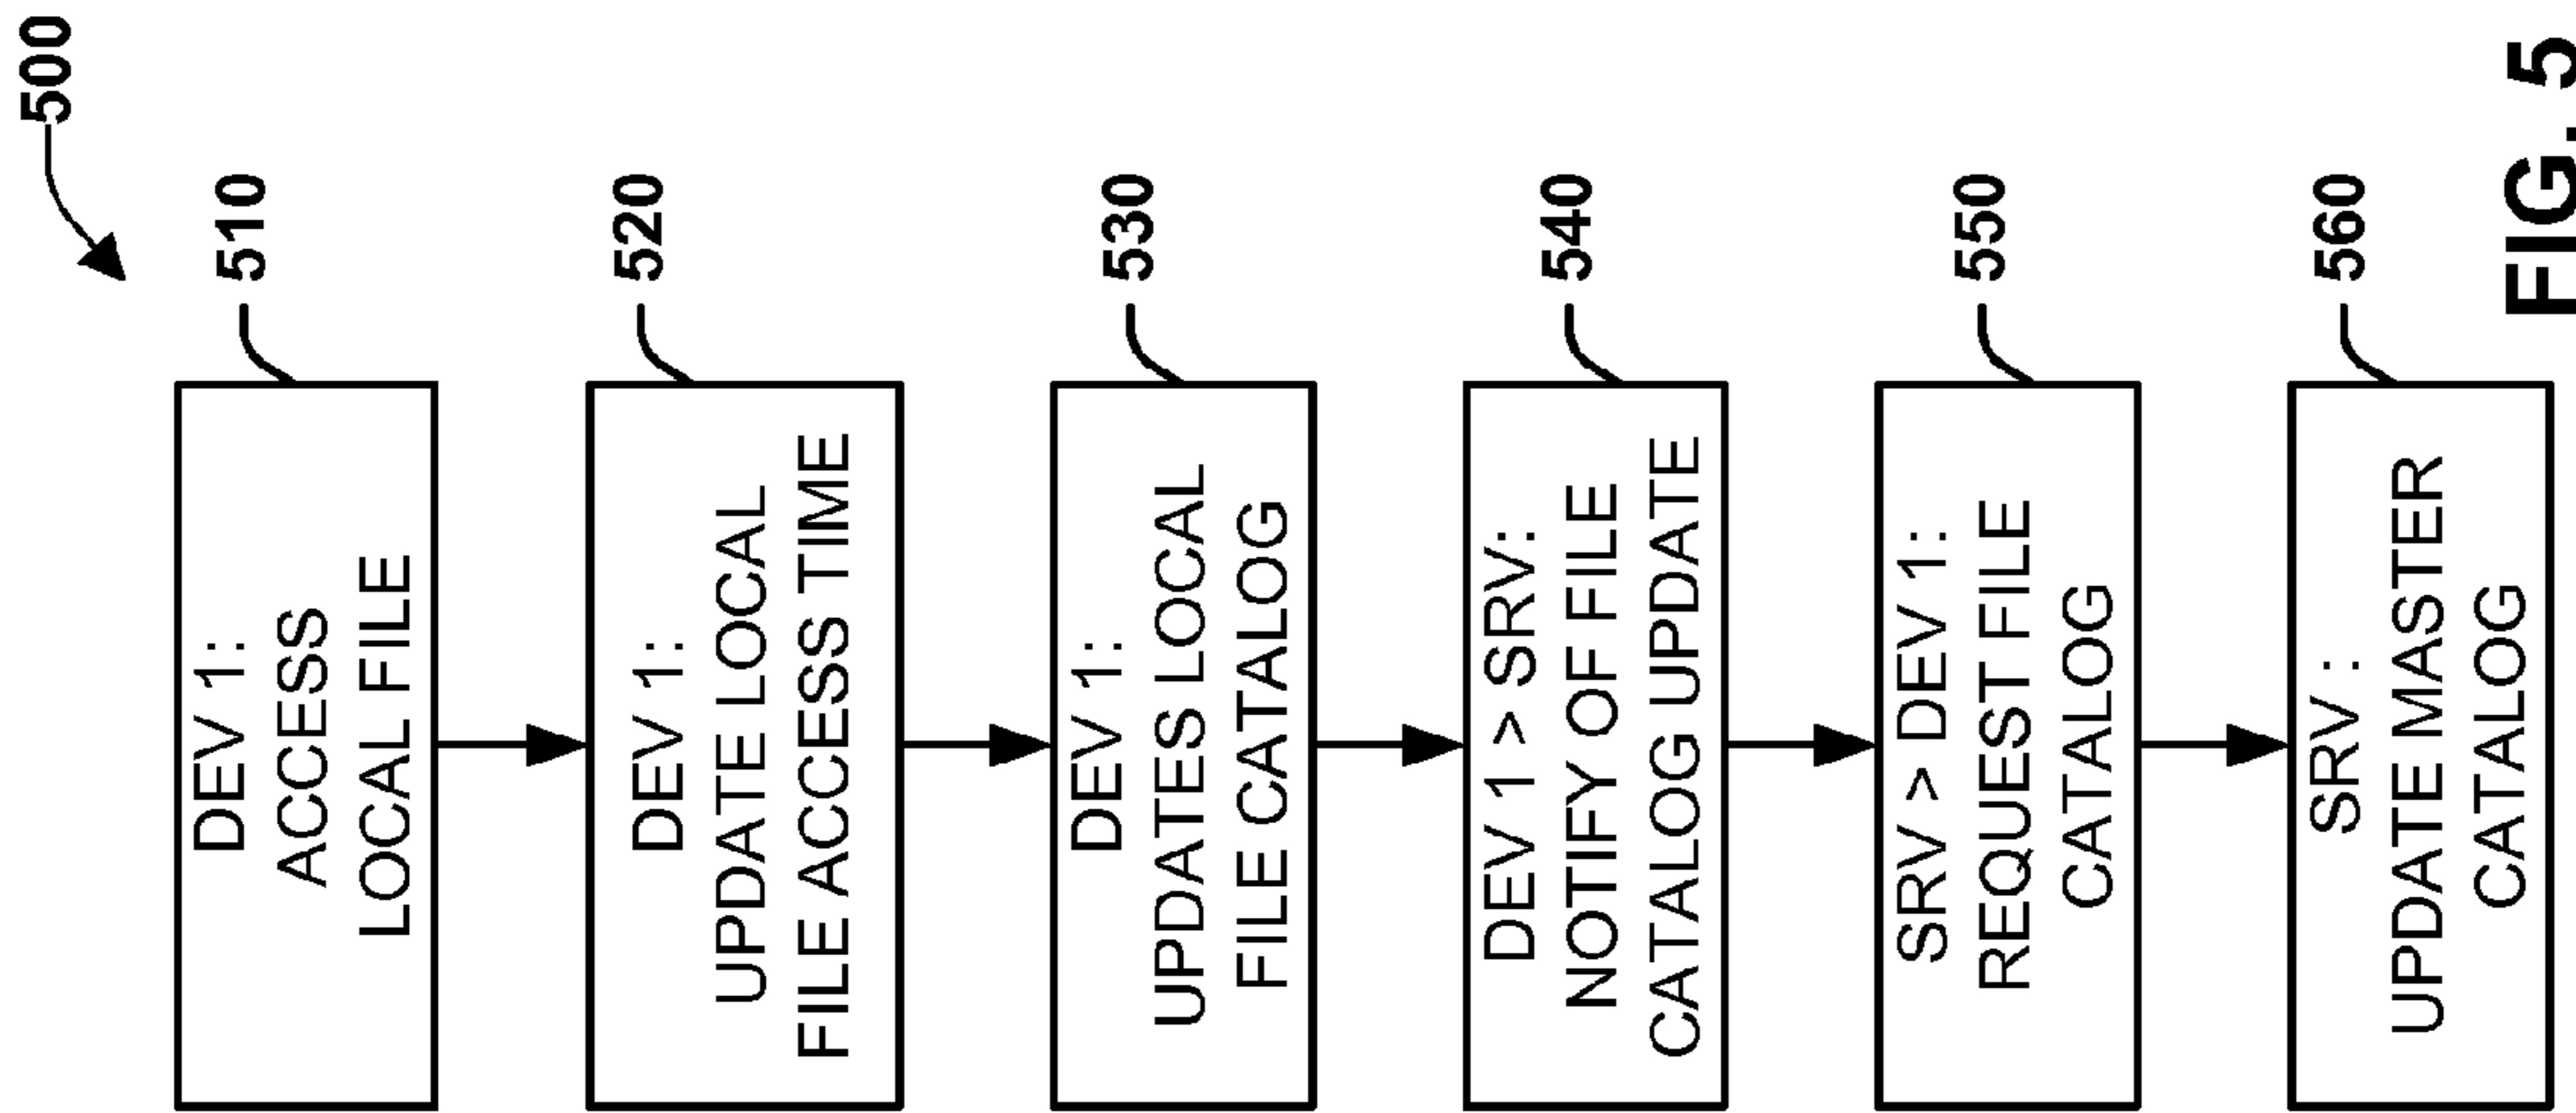 500
510
DEV 1:
ACCESS
LOCAL FILE
520
DEV 1:
UPDATE LOCAL
FILE ACCESS TIME
530
DEV 1:
UPDATES LOCAL
FILE CATALOG
540
DEV 1 > SRV:
NOTIFY OF FILE
CATALOG UPDATE
550
SRV > DEV 1:
REQUEST FILE
CATALOG
560
SRV :
UPDATE MASTER
CATALOG
FIG. 5